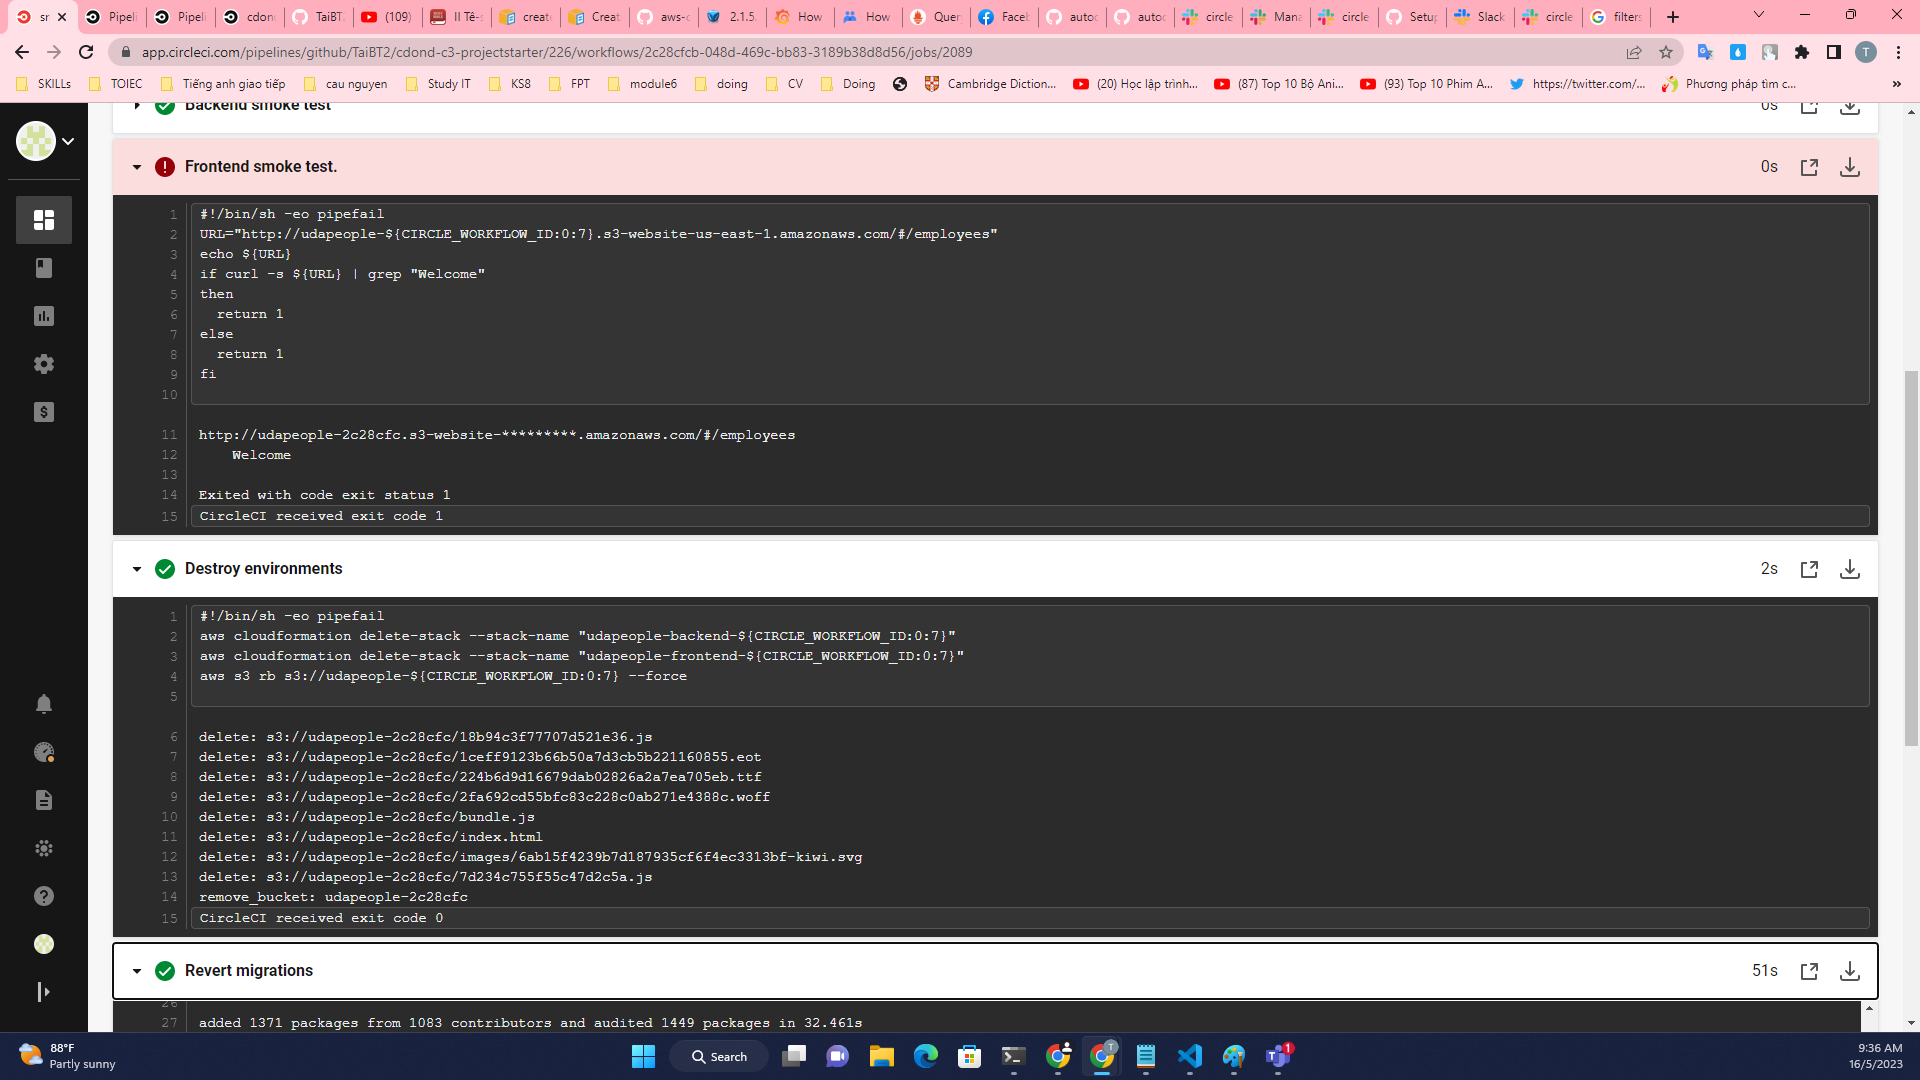 sr
Pipeli
Pipeli
cdond
TaiBT2
(109)
II Tê-s
create
Creat
aws-c
2.1.5.
How
How
Quer
Faceb
autoc
autoc
circle
Mana
circle
Setup
Slack
circle
filters
app.circleci.com/pipelines/github/TaiBT2/cdond-c3-projectstarter/226/workflows/2c28cfcb-048d-469c-bb83-3189b38d8d56/jobs/2089
T
SKILLs
TOIEC
Tiếng anh giao tiếp
cau nguyen
Study IT
KS8
FPT
module6
doing
CV
Doing
Cambridge Diction...
(20) Học lập trình...
(87) Top 10 Bộ Ani...
(93) Top 10 Phim A...
https://twitter.com/...
Phương pháp tìm c...
»
Backend smoke test
0s
Frontend smoke test.
0s
1 #!/bin/sh -eo pipefail
2 URL="http://udapeople-${CIRCLE_WORKFLOW_ID:0:7}.s3-website-us-east-1.amazonaws.com/#/employees"
3 echo ${URL}
4 if curl -s ${URL} | grep "Welcome"
5 then
6 return 1
7 else
8 return 1
9 fi
10
11 http://udapeople-2c28cfc.s3-website-*********.amazonaws.com/#/employees
12 Welcome
13
14 Exited with code exit status 1
15 CircleCI received exit code 1
Destroy environments
2s
1 #!/bin/sh -eo pipefail
2 aws cloudformation delete-stack --stack-name "udapeople-backend-${CIRCLE_WORKFLOW_ID:0:7}"
3 aws cloudformation delete-stack --stack-name "udapeople-frontend-${CIRCLE_WORKFLOW_ID:0:7}"
4 aws s3 rb s3://udapeople-${CIRCLE_WORKFLOW_ID:0:7} --force
5
6 delete: s3://udapeople-2c28cfc/18b94c3f77707d521e36.js
7 delete: s3://udapeople-2c28cfc/1ceff9123b66b50a7d3cb5b221160855.eot
8 delete: s3://udapeople-2c28cfc/224b6d9d16679dab02826a2a7ea705eb.ttf
9 delete: s3://udapeople-2c28cfc/2fa692cd55bfc83c228c0ab271e4388c.woff
10 delete: s3://udapeople-2c28cfc/bundle.js
11 delete: s3://udapeople-2c28cfc/index.html
12 delete: s3://udapeople-2c28cfc/images/6ab15f4239b7d187935cf6f4ec3313bf-kiwi.svg
13 delete: s3://udapeople-2c28cfc/7d234c755f55c47d2c5a.js
14 remove_bucket: udapeople-2c28cfc
15 CircleCI received exit code 0
Revert migrations
51s
26
27 added 1371 packages from 1083 contributors and audited 1449 packages in 32.461s
88°F
Partly sunny
Search
T
1
9:36 AM
16/5/2023